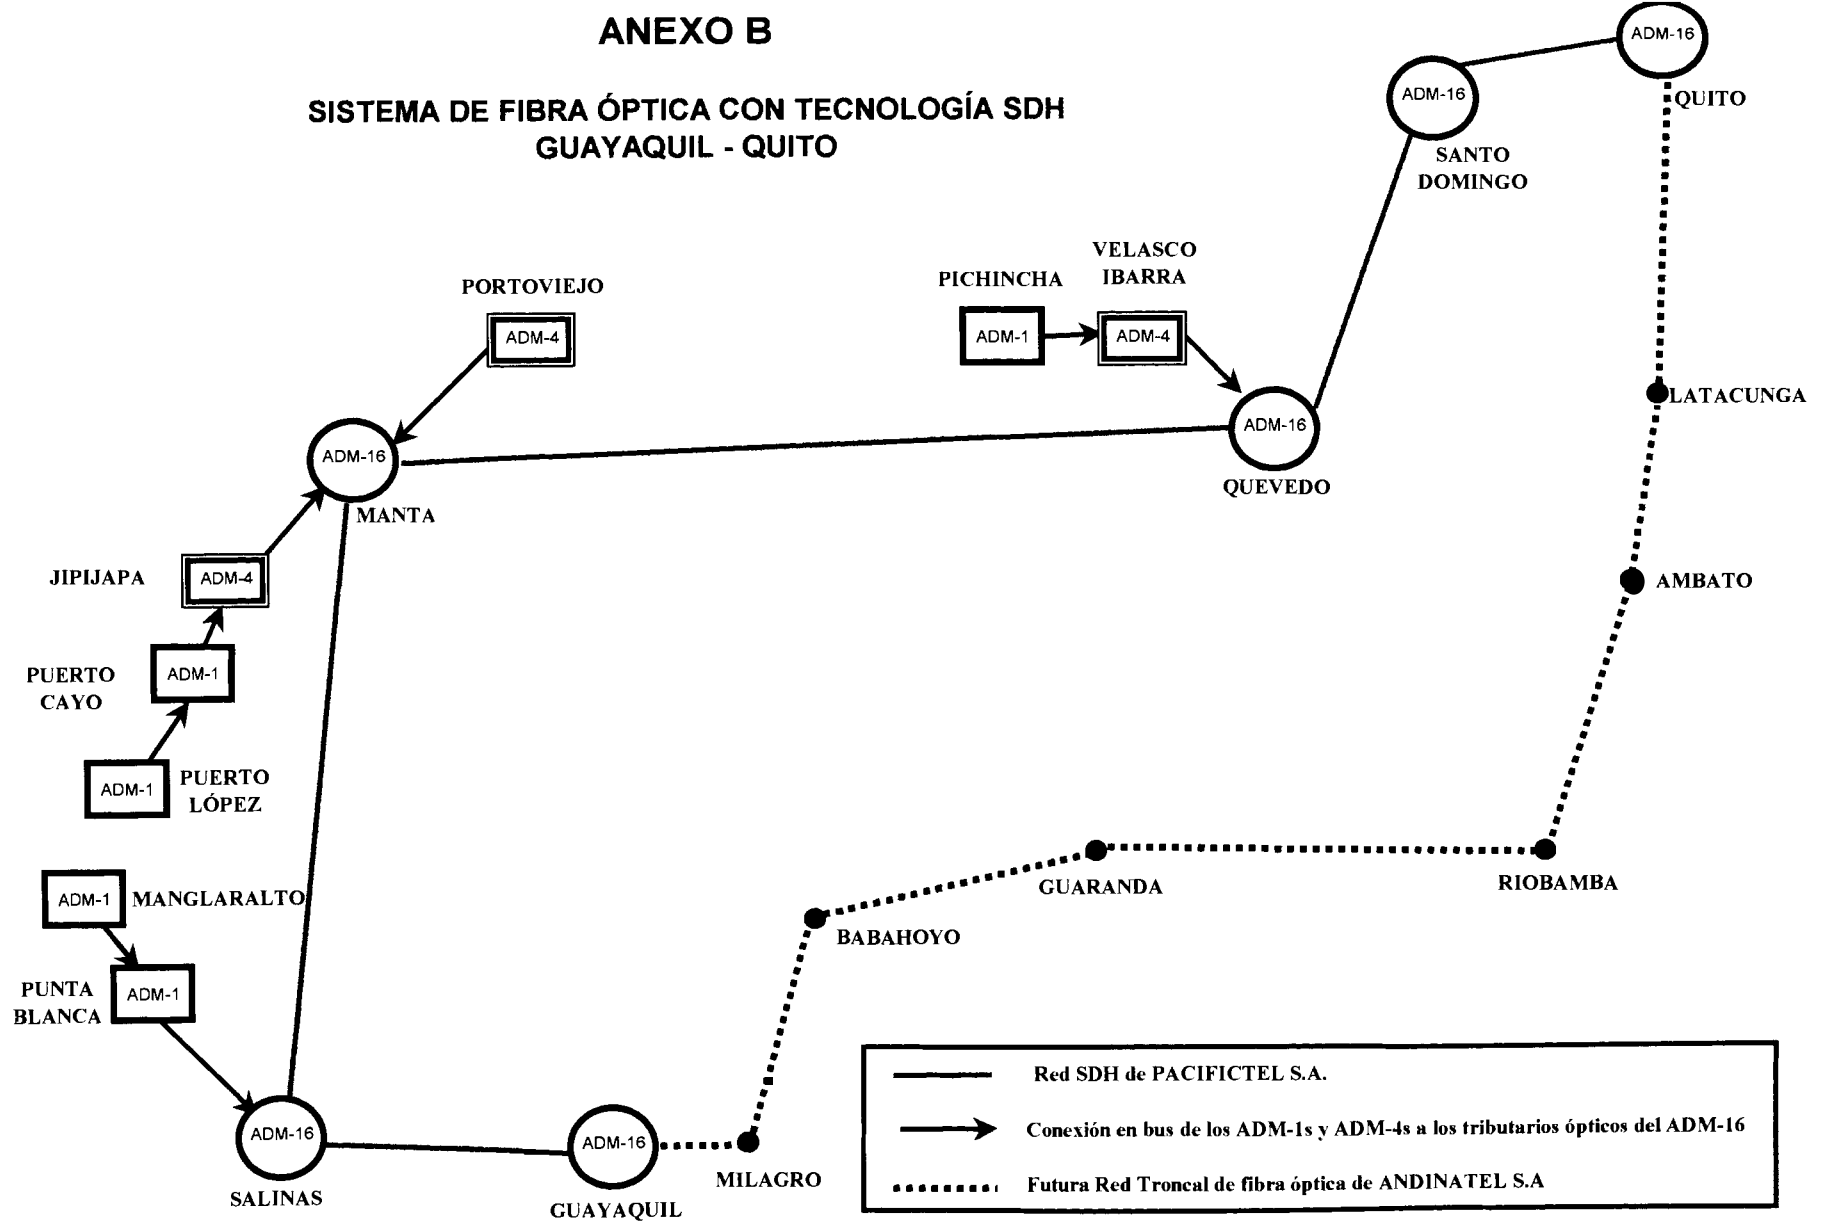 ANEXO B
SISTEMA DE FIBRA ÓPTICA CON TECNOLOGÍA SDH
GUAYAQUIL - QUITO
ADM-16
QUITO
ADM-16
SANTO
DOMINGO
VELASCO
IBARRA
PICHINCHA
ADM-1
ADM-4
PORTOVIEJO
ADM-4
ADM-16
QUEVEDO
LATACUNGA
ADM-16
MANTA
JIPIJAPA
ADM-4
AMBATO
PUERTO
CAYO
ADM-1
ADM-1
PUERTO
LÓPEZ
ADM-1
MANGLARALTO
GUARANDA
RIOBAMBA
BABAHOYO
PUNTA
BLANCA
ADM-1
ADM-16
SALINAS
ADM-16
GUAYAQUIL
MILAGRO
Red SDH de PACIFICTEL S.A.
Conexión en bus de los ADM-1s y ADM-4s a los tributarios ópticos del ADM-16
Futura Red Troncal de fibra óptica de ANDINATEL S.A